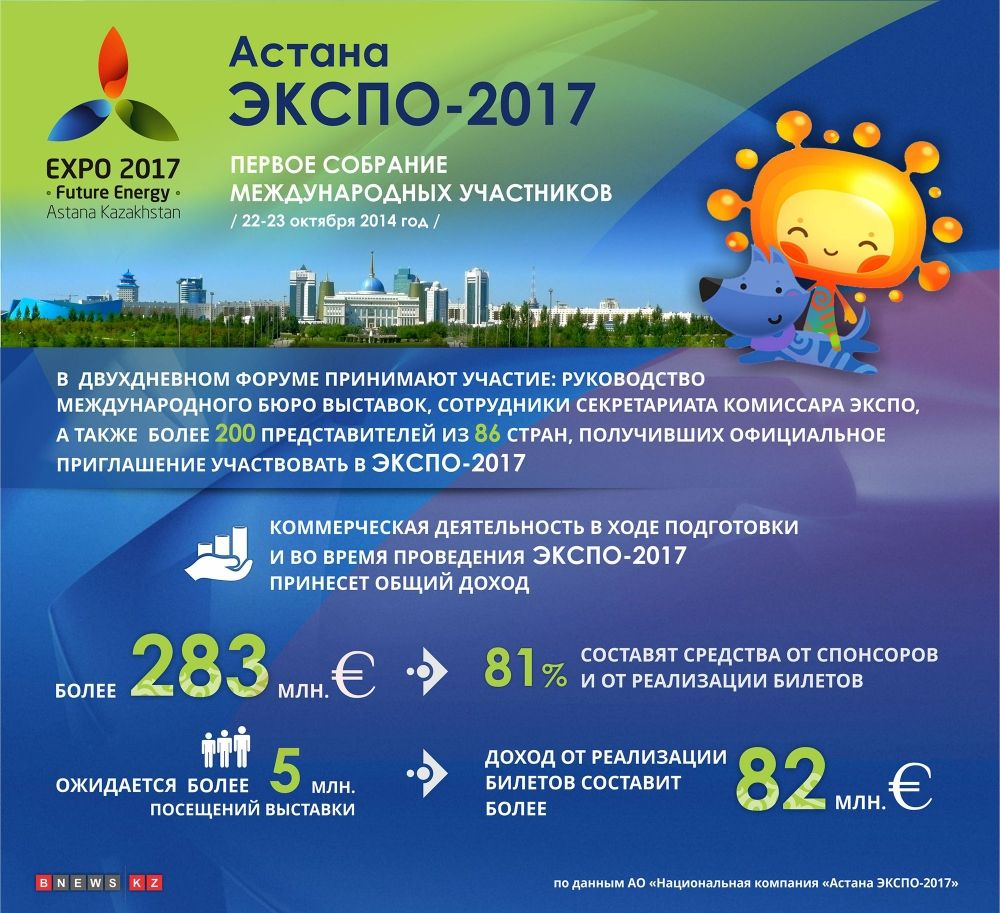 Астана
ЭКСПО-2017
EXPO 2017
· Future Energy ·
Astana Kazakhstan
ПЕРВОЕ СОБРАНИЕ
МЕЖДУНАРОДНЫХ УЧАСТНИКОВ
/ 22-23 октября 2014 год /
В ДВУХДНЕВНОМ ФОРУМЕ ПРИНИМАЮТ УЧАСТИЕ: РУКОВОДСТВО
МЕЖДУНАРОДНОГО БЮРО ВЫСТАВОК, СОТРУДНИКИ СЕКРЕТАРИАТА КОМИССАРА ЭКСПО,
А ТАКЖЕ БОЛЕЕ 200 ПРЕДСТАВИТЕЛЕЙ ИЗ 86 СТРАН, ПОЛУЧИВШИХ ОФИЦИАЛЬНОЕ
ПРИГЛАШЕНИЕ УЧАСТВОВАТЬ В ЭКСПО-2017
КОММЕРЧЕСКАЯ ДЕЯТЕЛЬНОСТЬ В ХОДЕ ПОДГОТОВКИ
И ВО ВРЕМЯ ПРОВЕДЕНИЯ ЭКСПО-2017
ПРИНЕСЕТ ОБЩИЙ ДОХОД
БОЛЕЕ 283 МЛН. €
81% СОСТАВЯТ СРЕДСТВА ОТ СПОНСОРОВ
И ОТ РЕАЛИЗАЦИИ БИЛЕТОВ
ОЖИДАЕТСЯ БОЛЕЕ 5 МЛН.
ПОСЕЩЕНИЙ ВЫСТАВКИ
ДОХОД ОТ РЕАЛИЗАЦИИ
БИЛЕТОВ СОСТАВИТ
БОЛЕЕ 82 МЛН. €
BNEWS KZ
по данным АО «Национальная компания «Астана ЭКСПО-2017»